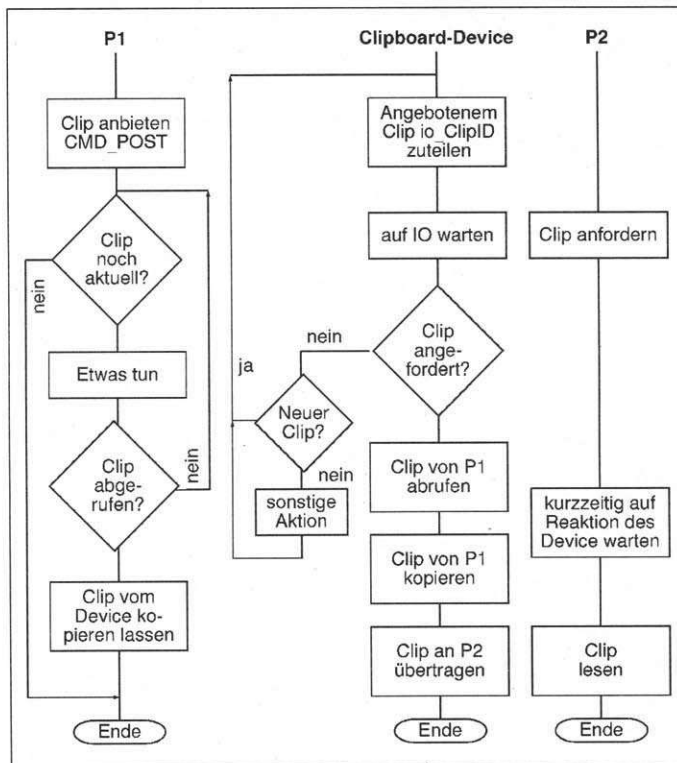 P1
Clip anbieten
CMD_POST
Clip
noch
aktuell?
nein
Etwas tun
Clip
abge-
rufen?
nein
Clip vom
Device ko-
pieren lassen
Ende
Clipboard-Device
Angebotenem
Clip io_ClipID
zuteilen
auf IO warten
Clip
ange-
fordert?
nein
ja
Neuer
Clip?
nein
sonstige
Aktion
Clip von P1
abrufen
Clip von P1
kopieren
Clip an P2
übertragen
Ende
P2
Clip anfordern
kurzzeitig auf
Reaktion des
Device warten
Clip
lesen
Ende